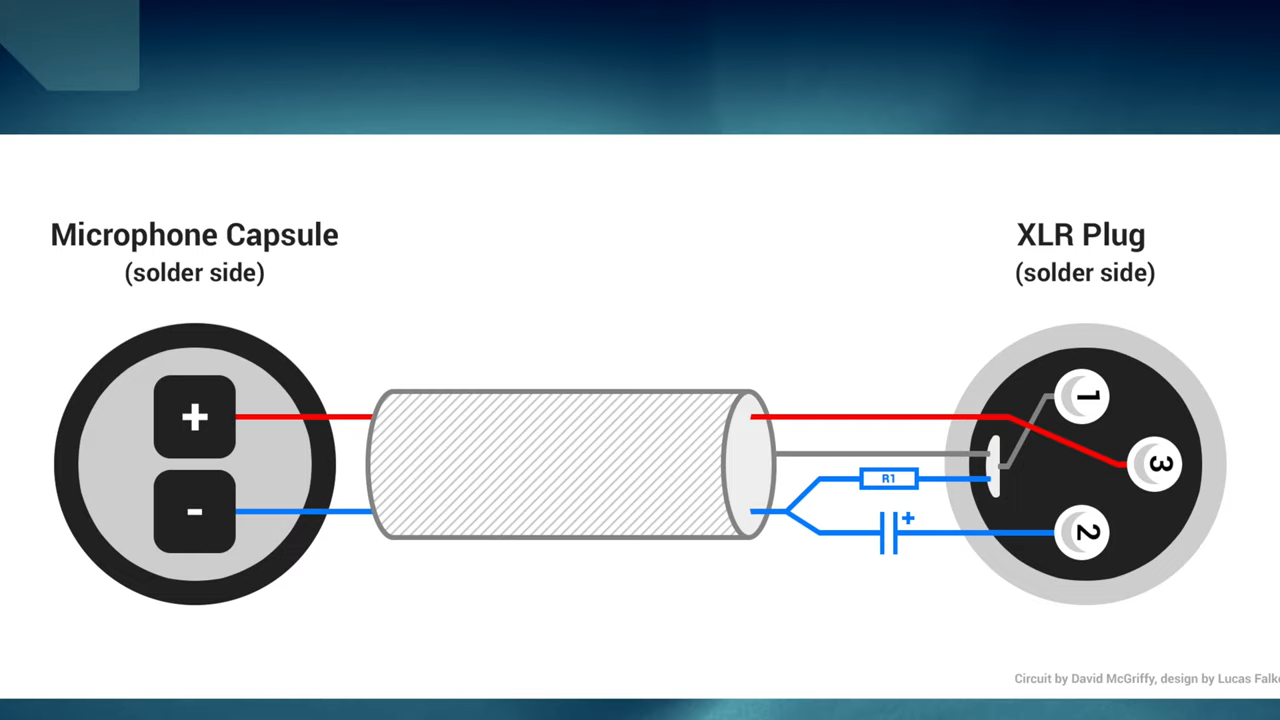 Microphone Capsule
(solder side)
XLR Plug
(solder side)
+
-
R1
+
1
3
2
Circuit by David McGriffy, design by Lucas Falk